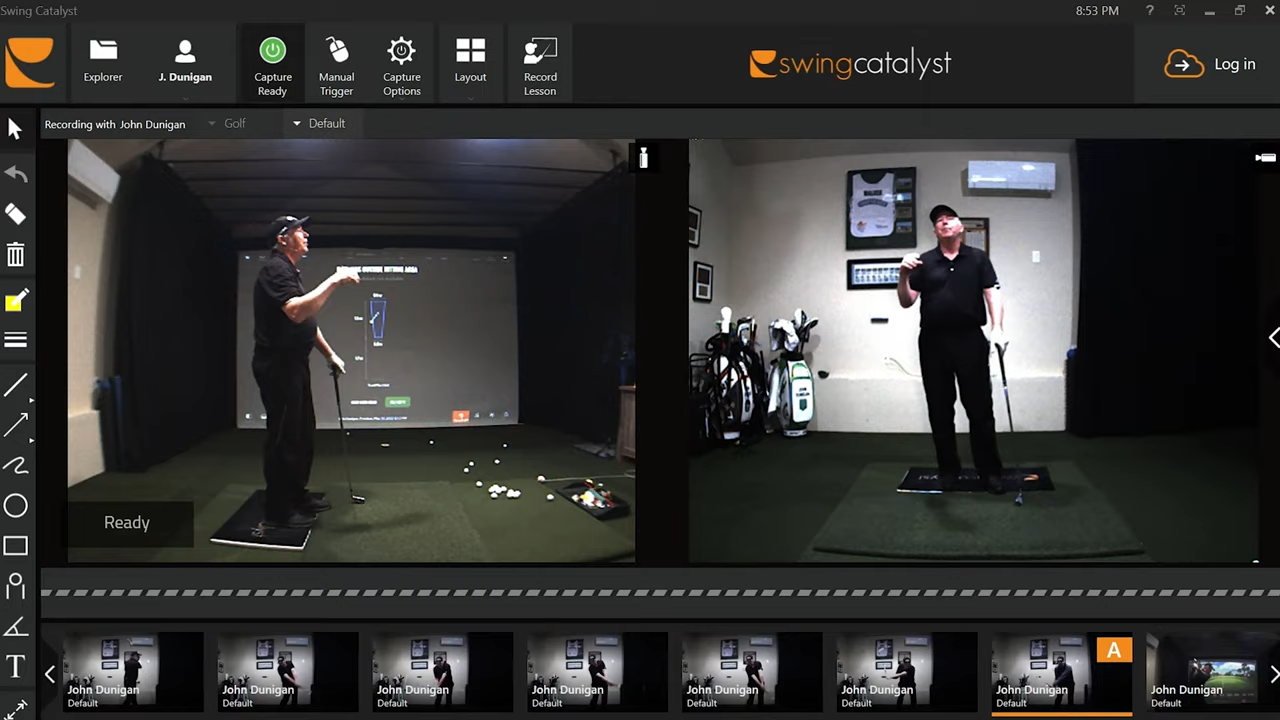 Swing Catalyst
8:53 PM
?
Explorer
J. Dunigan
Capture
Ready
Manual
Trigger
Capture
Options
Layout
Record
Lesson
swingcatalyst
Log in
Recording with John Dunigan
Golf
Default
Ready
T
A
John Dunigan
Default
John Dunigan
Default
John Dunigan
Default
John Dunigan
Default
John Dunigan
Default
John Dunigan
Default
John Dunigan
Default
John Dunigan
Default